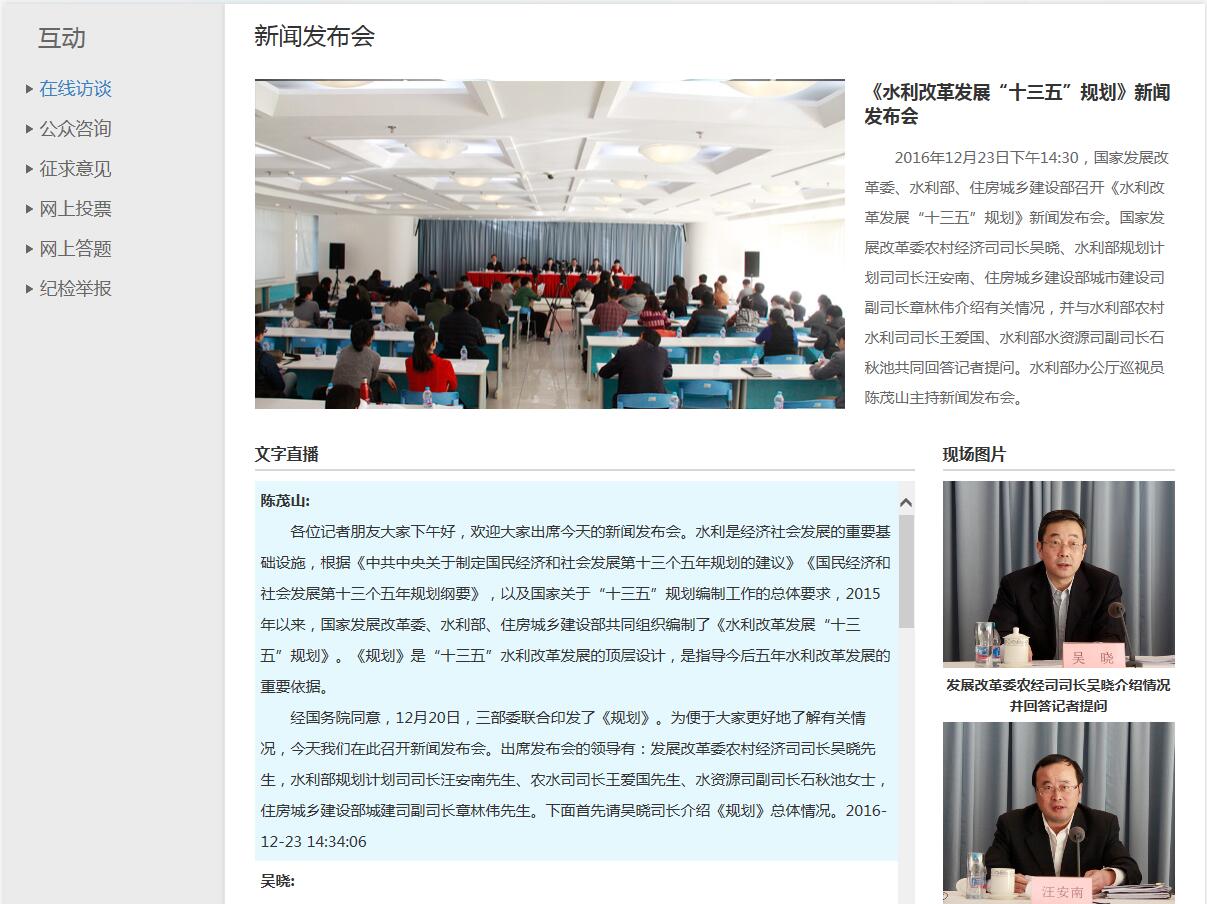 互动
在线访谈
公众咨询
征求意见
网上投票
网上答题
纪检举报
新闻发布会
《水利改革发展“十三五”规划》新闻
发布会
2016年12月23日下午14:30，国家发展改
革委、水利部、住房城乡建设部召开《水利改
革发展“十三五”规划》新闻发布会。国家发
展改革委农村经济司司长吴晓、水利部规划计
划司司长汪安南、住房城乡建设部城市建设司
副司长章林伟介绍有关情况，并与水利部农村
水利司司长王爱国、水利部水资源司副司长石
秋池共同回答记者提问。水利部办公厅巡视员
陈茂山主持新闻发布会。
文字直播
陈茂山:
各位记者朋友大家下午好，欢迎大家出席今天的新闻发布会。水利是经济社会发展的重要基
础设施，根据《中共中央关于制定国民经济和社会发展第十三个五年规划的建议》《国民经济和
社会发展第十三个五年规划纲要》，以及国家关于“十三五”规划编制工作的总体要求，2015
年以来，国家发展改革委、水利部、住房城乡建设部共同组织编制了《水利改革发展“十三
五”规划》。《规划》是“十三五”水利改革发展的顶层设计，是指导今后五年水利改革发展的
重要依据。
经国务院同意，12月20日，三部委联合印发了《规划》。为便于大家更好地了解有关情
况，今天我们在此召开新闻发布会。出席发布会的领导有：发展改革委农村经济司司长吴晓先
生，水利部规划计划司司长汪安南先生、农水司司长王爱国先生、水资源司副司长石秋池女士，
住房城乡建设部城建司副司长章林伟先生。下面首先请吴晓司长介绍《规划》总体情况。2016-
12-23 14:34:06
吴晓:
现场图片
吴 晓
发展改革委农经司司长吴晓介绍情况
并回答记者提问
汪安南